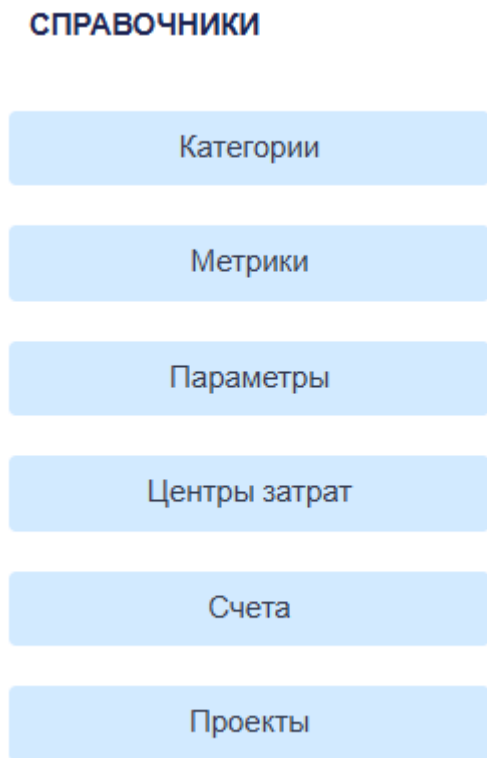 СПРАВОЧНИКИ
Категории
Метрики
Параметры
Центры затрат
Счета
Проекты